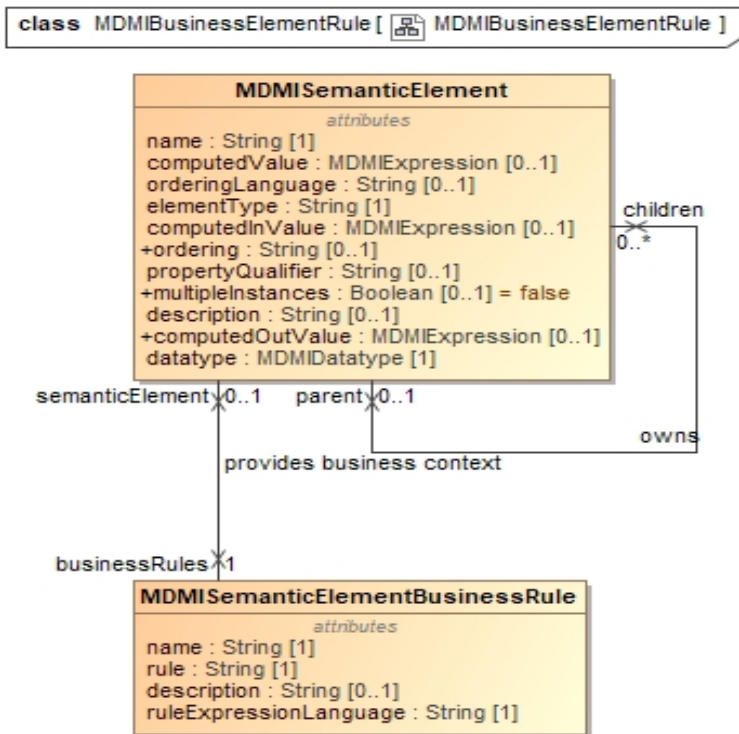 class MDMIBusinessElementRule [ MDMIBusinessElementRule ]
MDMISemanticElement
attributes
name : String [1]
computedValue : MDMIExpression [0..1]
orderingLanguage : String [0..1]
elementType : String [1]
computedInValue : MDMIExpression [0..1]
+ordering : String [0..1]
propertyQualifier : String [0..1]
+multipleInstances : Boolean [0..1] = false
description : String [0..1]
+computedOutValue : MDMIExpression [0..1]
datatype : MDMIDatatype [1]
children
0..*
semanticElement 0..1 parent 0..1
owns
provides business context
businessRules 1
MDMISemanticElementBusinessRule
attributes
name : String [1]
rule : String [1]
description : String [0..1]
ruleExpressionLanguage : String [1]